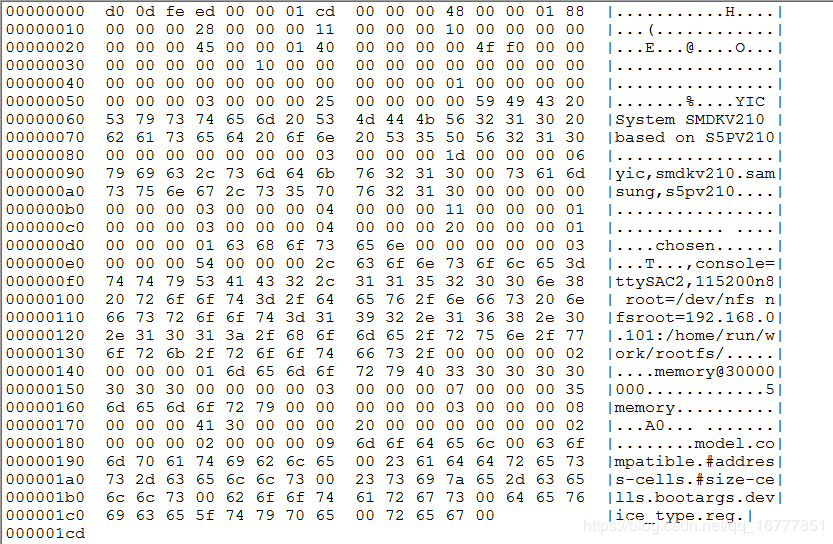 00000000  d0 0d fe ed 00 00 01 cd  00 00 00 48 00 00 01 88  |...........H....|
00000010  00 00 00 28 00 00 00 11  00 00 00 10 00 00 00 00  |...(............|
00000020  00 00 00 45 00 00 01 40  00 00 00 00 4f f0 00 00  |...E...@....O...|
00000030  00 00 00 00 00 10 00 00  00 00 00 00 00 00 00 00  |................|
00000040  00 00 00 00 00 00 00 00  00 00 00 01 00 00 00 00  |................|
00000050  00 00 00 03 00 00 00 25  00 00 00 00 59 49 43 20  |.......%....YIC |
00000060  53 79 73 74 65 6d 20 53  4d 44 4b 56 32 31 30 20  |System SMDKV210 |
00000070  62 61 73 65 64 20 6f 6e  20 53 35 50 56 32 31 30  |based on S5PV210|
00000080  00 00 00 00 00 00 00 03  00 00 00 1d 00 00 00 06  |................|
00000090  79 69 63 2c 73 6d 64 6b  76 32 31 30 00 73 61 6d  |yic,smdkv210.sam|
000000a0  73 75 6e 67 2c 73 35 70  76 32 31 30 00 00 00 00  |sung,s5pv210....|
000000b0  00 00 00 03 00 00 00 04  00 00 00 11 00 00 00 01  |................|
000000c0  00 00 00 03 00 00 00 04  00 00 00 20 00 00 00 01  |........... ....|
000000d0  00 00 00 01 63 68 6f 73  65 6e 00 00 00 00 00 03  |....chosen......|
000000e0  00 00 00 54 00 00 00 2c  63 6f 6e 73 6f 6c 65 3d  |...T...,console=|
000000f0  74 74 79 53 41 43 32 2c  31 31 35 32 30 30 6e 38  |ttySAC2,115200n8|
00000100  20 72 6f 6f 74 3d 2f 64  65 76 2f 6e 66 73 20 6e  | root=/dev/nfs n|
00000110  66 73 72 6f 6f 74 3d 31  39 32 2e 31 36 38 2e 30  |fsroot=192.168.0|
00000120  2e 31 30 31 3a 2f 68 6f  6d 65 2f 72 75 6e 2f 77  |.101:/home/run/w|
00000130  6f 72 6b 2f 72 6f 6f 74  66 73 2f 00 00 00 00 02  |ork/rootfs/.....|
00000140  00 00 00 01 6d 65 6d 6f  72 79 40 33 30 30 30 30  |....memory@30000|
00000150  30 30 30 00 00 00 00 03  00 00 00 07 00 00 00 35  |000............5|
00000160  6d 65 6d 6f 72 79 00 00  00 00 00 03 00 00 00 08  |memory..........|
00000170  00 00 00 41 30 00 00 00  20 00 00 00 00 00 00 02  |...A0... .......|
00000180  00 00 00 02 00 00 00 09  6d 6f 64 65 6c 00 63 6f  |........model.co|
00000190  6d 70 61 74 69 62 6c 65  00 23 61 64 64 72 65 73  |mpatible.#addres|
000001a0  73 2d 63 65 6c 6c 73 00  23 73 69 7a 65 2d 63 65  |s-cells.#size-ce|
000001b0  6c 6c 73 00 62 6f 6f 74  61 72 67 73 00 64 65 76  |lls.bootargs.dev|
000001c0  69 63 65 5f 74 79 70 65  00 72 65 67 00  |ice_type.reg.|
000001cd
https://blog.csdn.net/qq_16777851